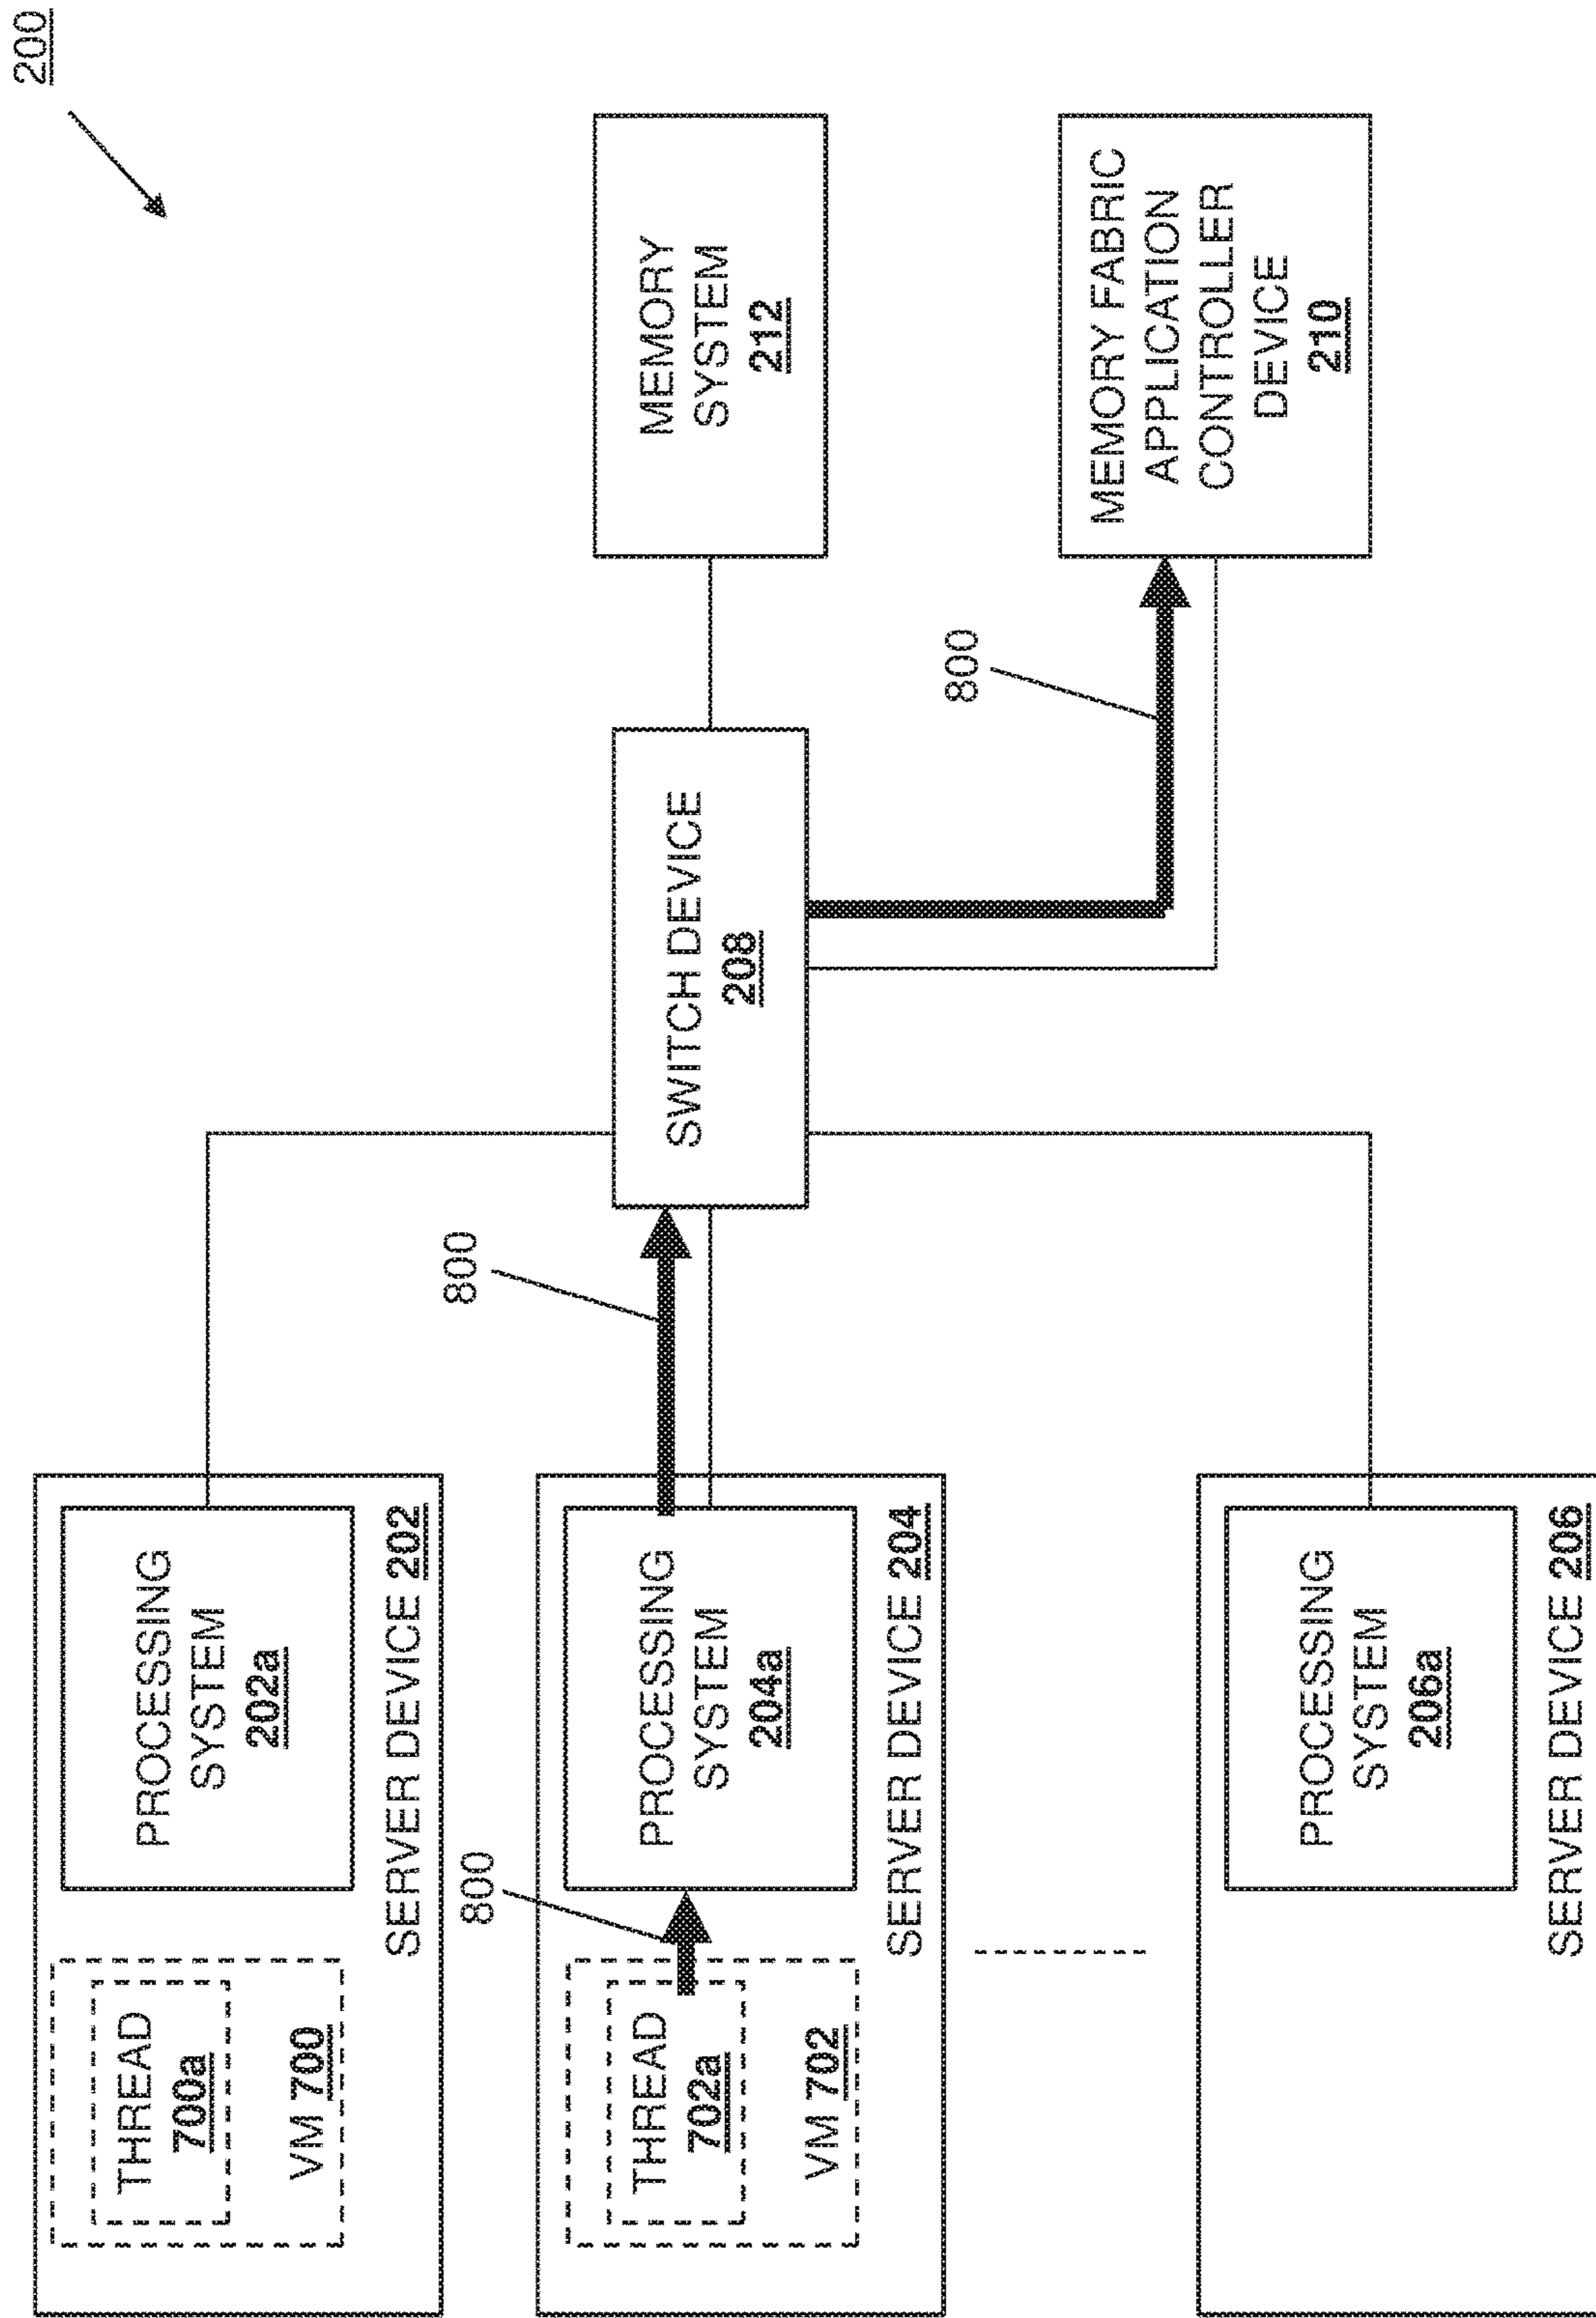 200
THREAD
700a
VM 700
PROCESSING
SYSTEM
202a
SERVER DEVICE 202
800
THREAD
702a
VM 702
PROCESSING
SYSTEM
204a
SERVER DEVICE 204
800
SWITCH DEVICE
208
MEMORY
SYSTEM
212
800
MEMORY FABRIC
APPLICATION
CONTROLLER
DEVICE
210
PROCESSING
SYSTEM
206a
SERVER DEVICE 206